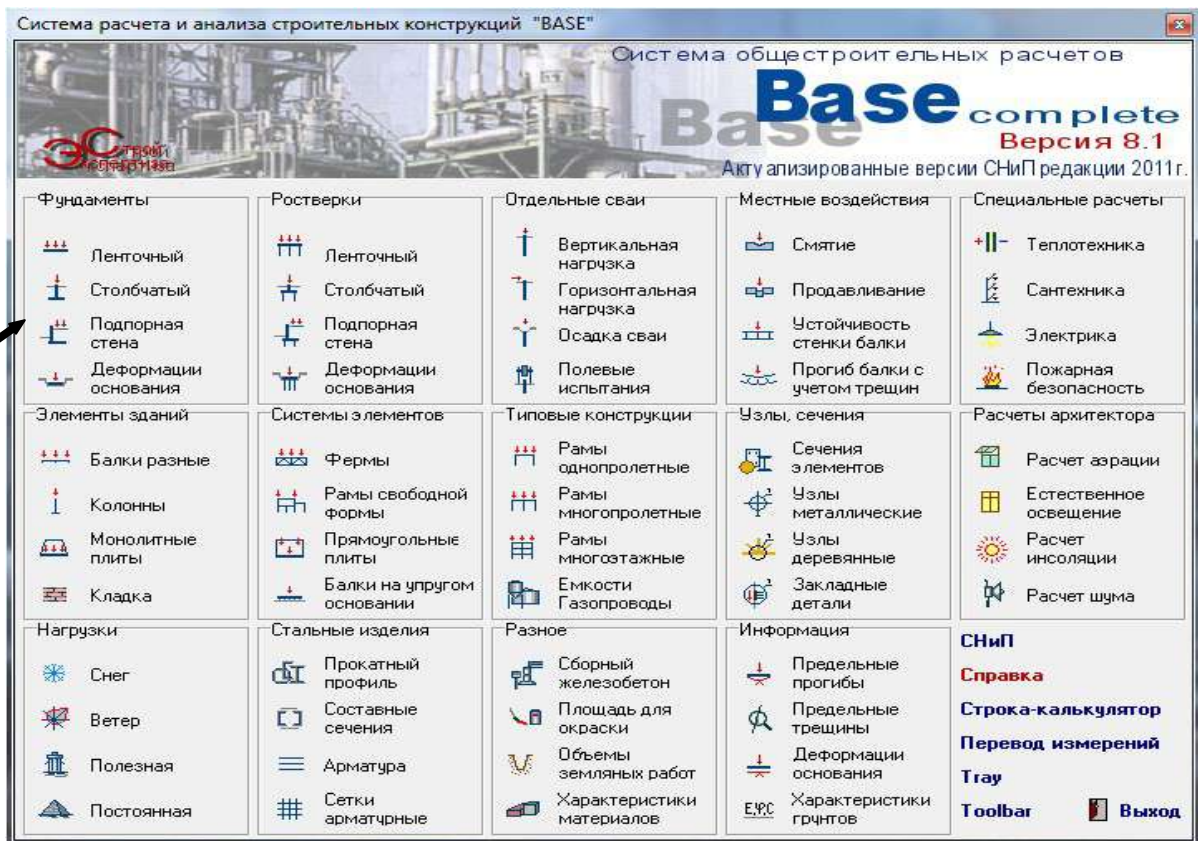 Система расчета и анализа строительных конструкций "BASE"
Система общестроительных расчетов
Base
Base complete
Версия 8.1
Актуализированные версии СНиП редакции 2011г.
ЭС трой
Фундаменты
Ленточный
Столбчатый
Подпорная
стена
Деформации
основания
Ростверки
Ленточный
Столбчатый
Подпорная
стена
Деформации
основания
Отдельные сваи
Вертикальная
нагрузка
Горизонтальная
нагрузка
Осадка сваи
Полевые
испытания
Местные воздействия
Смятие
Продавливание
Устойчивость
стенки балки
Прогиб балки с
учетом трещин
Специальные расчеты
Теплотехника
Сантехника
Электрика
Пожарная
безопасность
Элементы зданий
Балки разные
Колонны
Монолитные
плиты
Кладка
Системы элементов
Фермы
Рамы свободной
формы
Прямоугольные
плиты
Балки на упругом
основании
Типовые конструкции
Рамы
однопролетные
Рамы
многопролетные
Рамы
многоэтажные
Емкости
Газопроводы
Узлы, сечения
Сечения
элементов
Узлы
металлические
Узлы
деревянные
Закладные
детали
Расчеты архитектора
Расчет аэрации
Естественное
освещение
Расчет
инсоляции
Расчет шума
Нагрузки
Снег
Ветер
Полезная
Постоянная
Стальные изделия
Прокатный
профиль
Составные
сечения
Арматура
Сетки
арматурные
Разное
Сборный
железобетон
Площадь для
окраски
Объемы
земляных работ
Характеристики
материалов
Информация
Предельные
прогибы
Предельные
трещины
Деформации
основания
E,φ,C
Характеристики
грунтов
СНиП
Справка
Строка-калькулятор
Перевод измерений
Tray
Toolbar
Выход